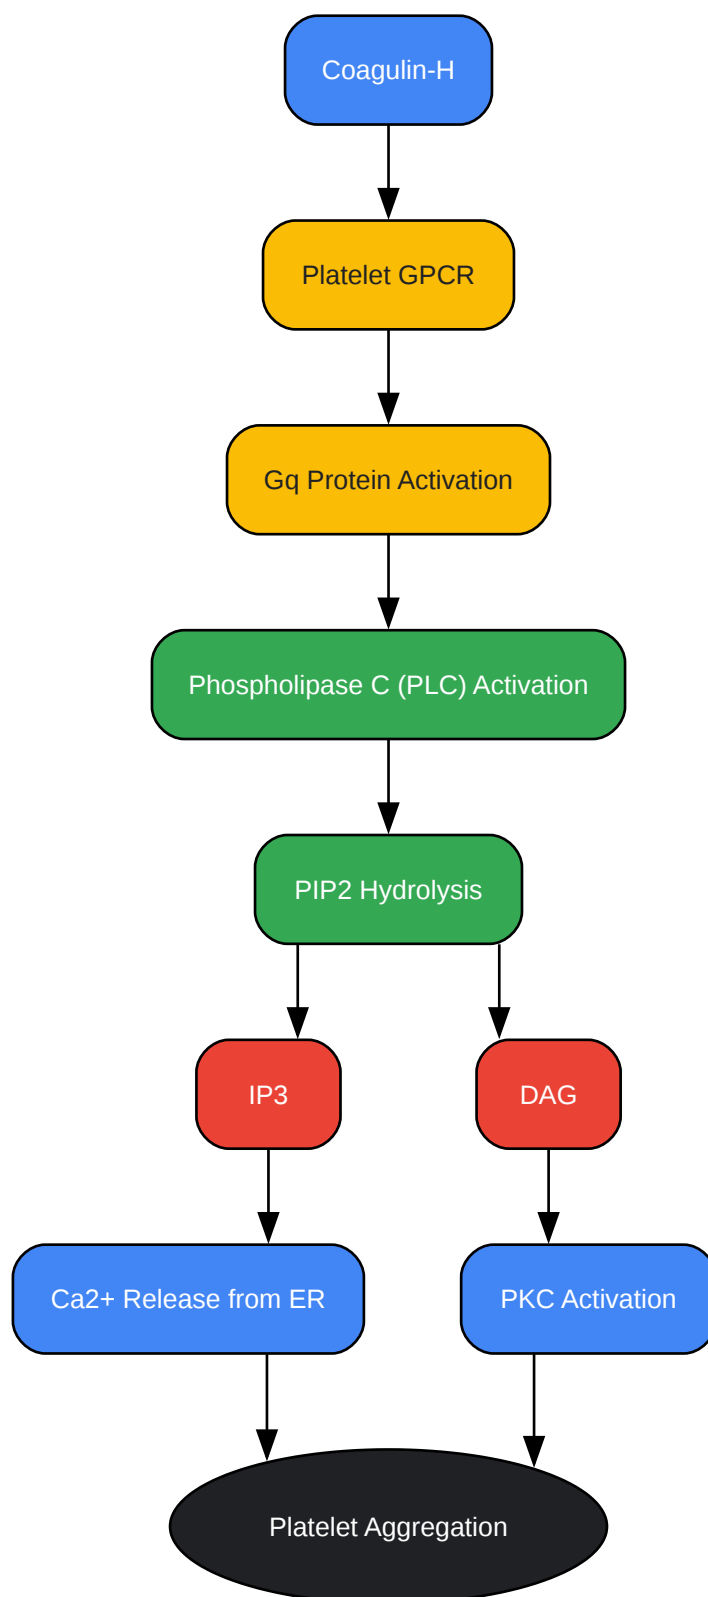 Coagulin-H
Platelet GPCR
Gq Protein Activation
Phospholipase C (PLC) Activation
PIP2 Hydrolysis
IP3
DAG
Ca2+ Release from ER
PKC Activation
Platelet Aggregation